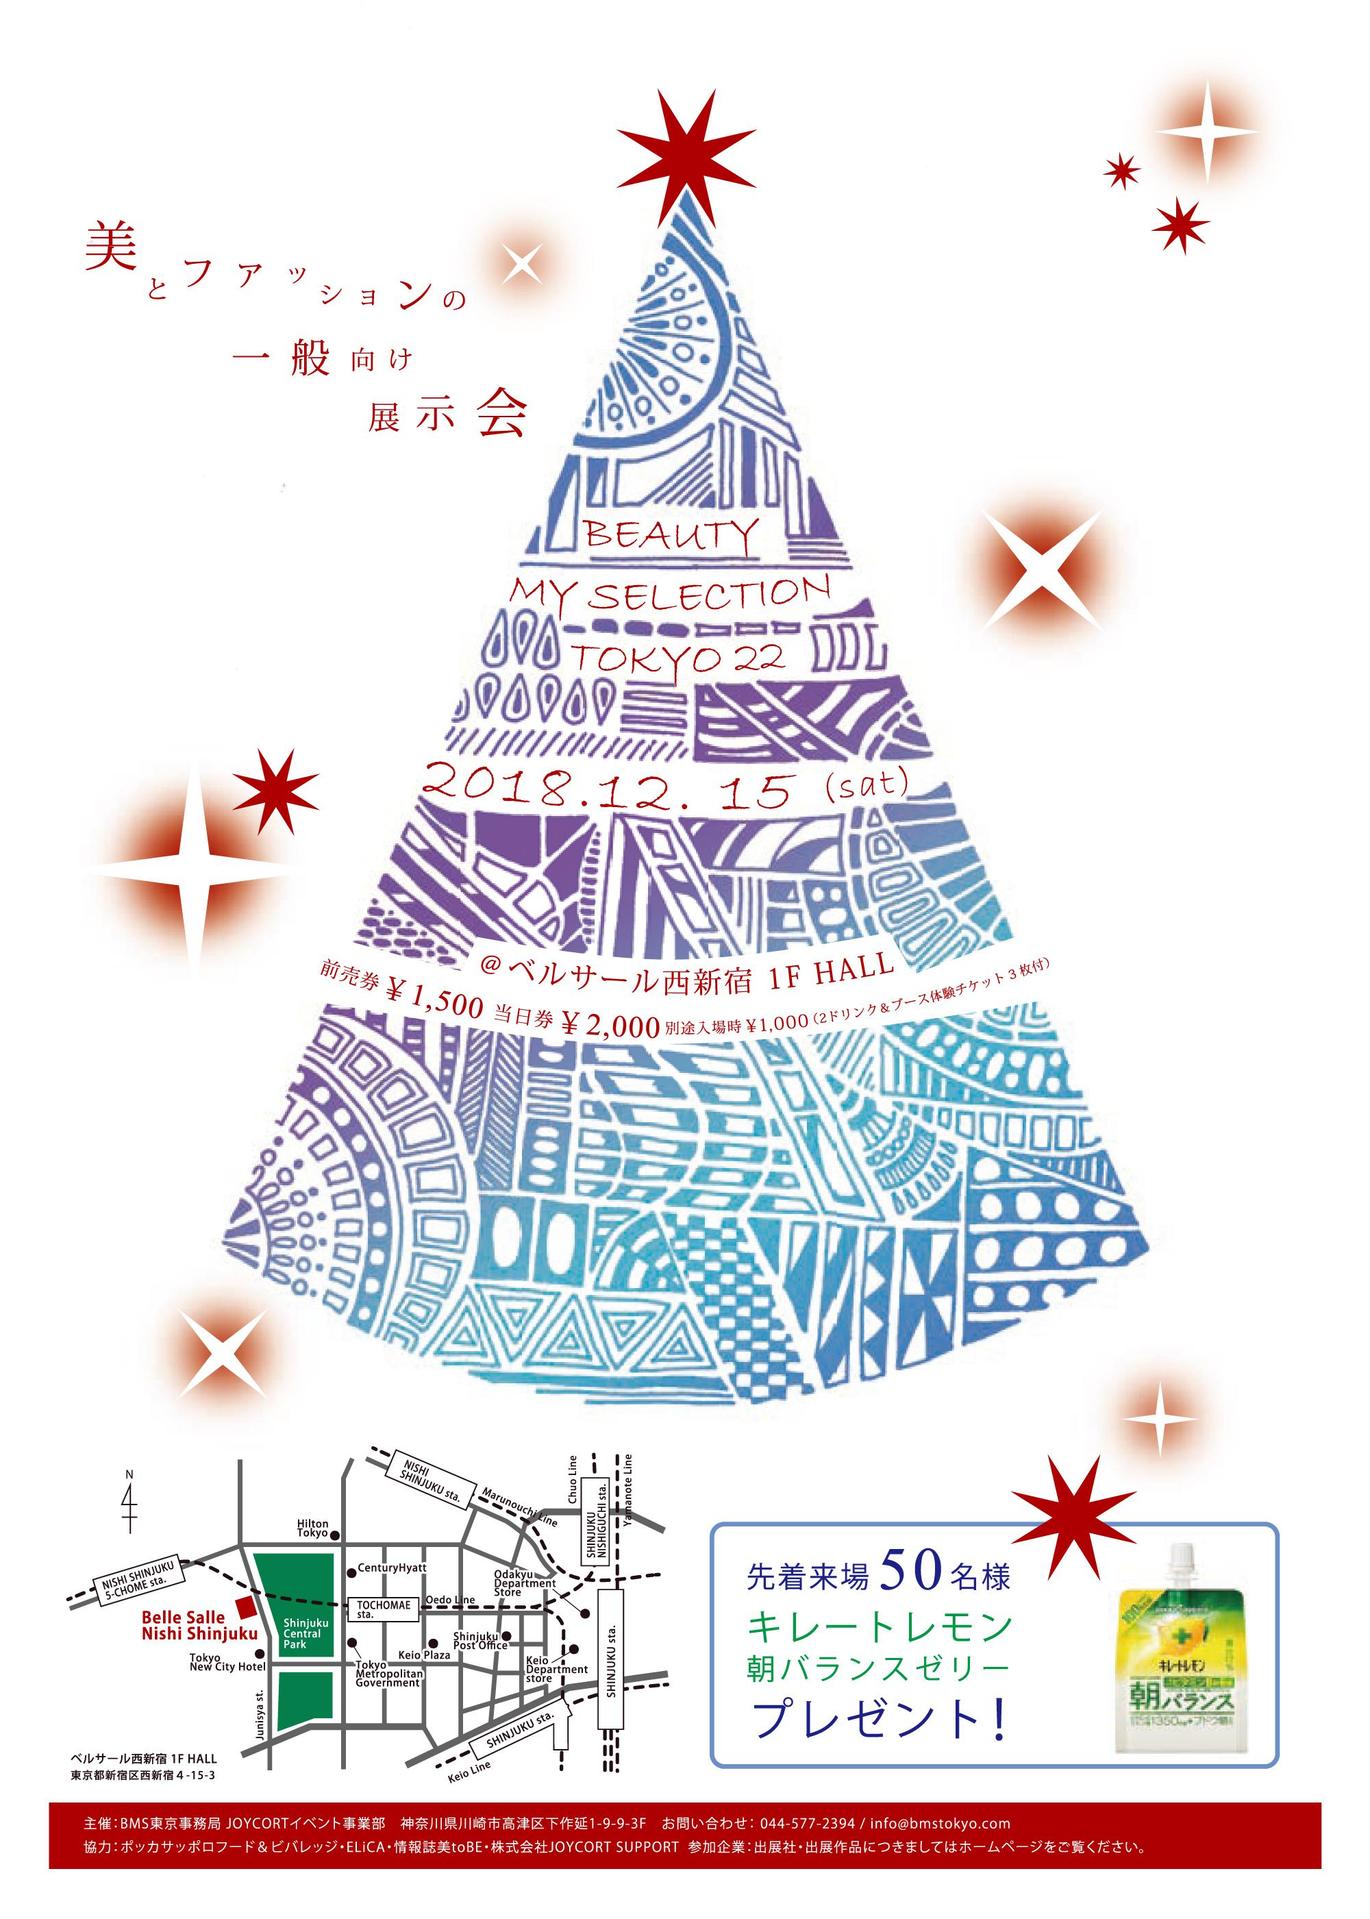 美とファッションの
一般向け
展示会
BEAUTY
MY SELECTION
TOKYO 22
2018.12.15 (sat)
@ベルサール西新宿 1F HALL
前売券 ¥1,500 当日券 ¥2,000 別途入場時¥1,000(2ドリンク&ブース体験チケット3枚付)
N
NISHI
SHINJUKU sta.
Marunouchi Line
Chuo Line
SHINJUKU
NISHIGUCHI sta.
Yamanote Line
Hilton
Tokyo
NISHI SHINJUKU
5-CHOME sta.
CenturyHyatt
Odakyu
Department
Store
TOCHOMAE
sta.
Oedo Line
Belle Salle
Nishi Shinjuku
Shinjuku
Central
Park
Shinjuku
Post Office
Keio Plaza
Tokyo
New City Hotel
Tokyo
Metropolitan
Government
Keio
Department
store
SHINJUKU sta.
Junisya st.
SHINJUKU sta.
Keio Line
ベルサール西新宿 1F HALL
東京都新宿区西新宿4-15-3
先着来場50名様
キレートレモン
朝バランスゼリー
プレゼント!
キレートレモン
朝バランス
主催:BMS東京事務局 JOYCORTイベント事業部 神奈川県川崎市高津区下作延1-9-9-3F お問い合わせ: 044-577-2394 / info@bmstokyo.com
協力:ポッカサッポロフード&ビバレッジ・ELiCA・情報誌美toBE・株式会社JOYCORT SUPPORT 参加企業:出展社・出展作品につきましてはホームページをご覧ください。